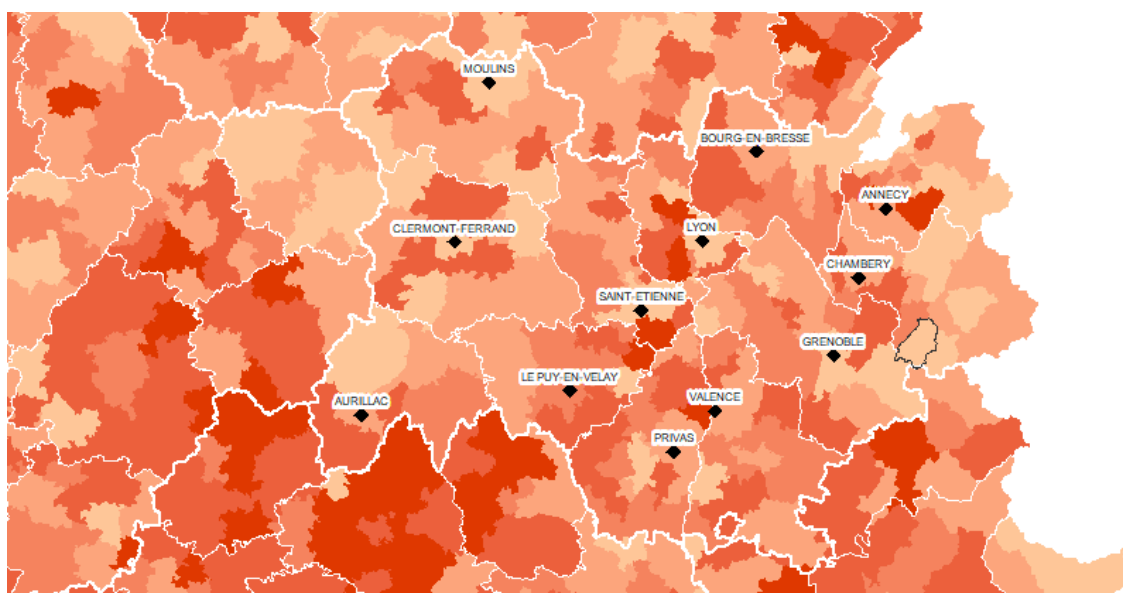 MOULINS
BOURG-EN-BRESSE
ANNECY
CLERMONT-FERRAND
LYON
CHAMBERY
SAINT-ETIENNE
GRENOBLE
LE PUY-EN-VELAY
AURILLAC
VALENCE
PRIVAS